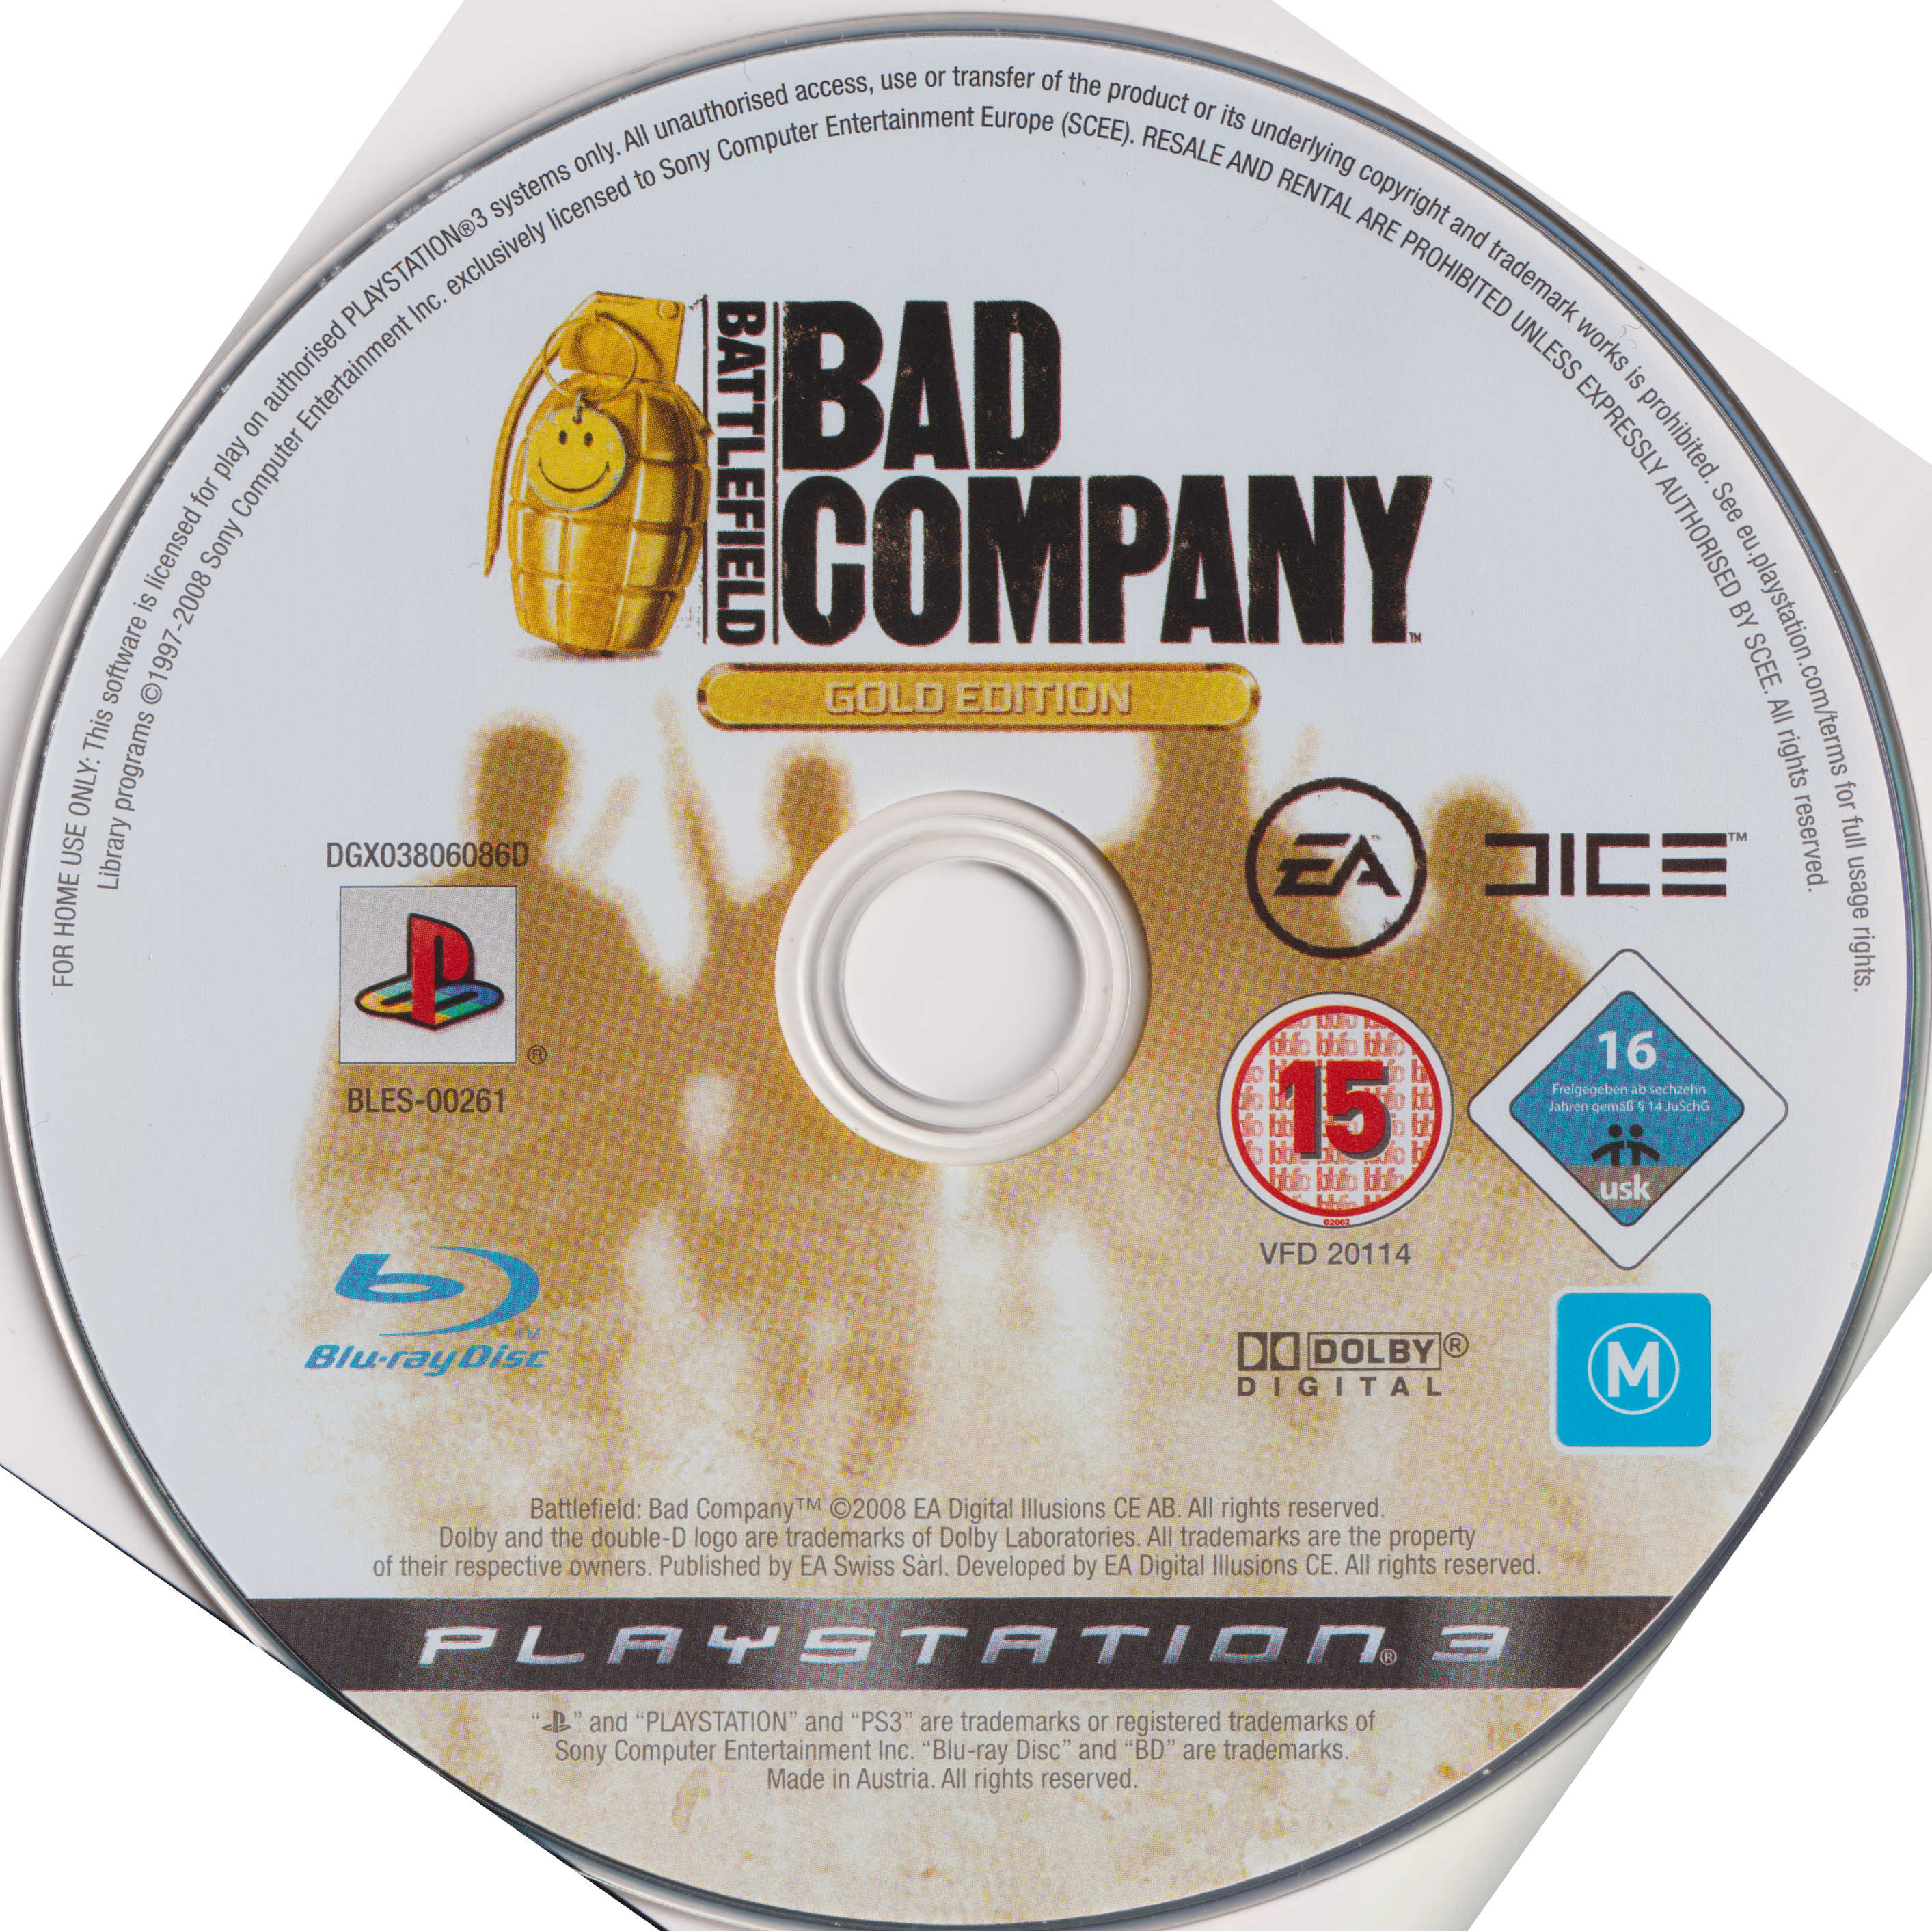 FOR HOME USE ONLY: This software is licensed for play on authorised PLAYSTATION®3 systems only. All unauthorised access, use or transfer of the product or its underlying copyright and trademark works is prohibited. See eu.playstation.com/terms for full usage rights.
Library programs ©1997-2008 Sony Computer Entertainment Inc. exclusively licensed to Sony Computer Entertainment Europe (SCEE). RESALE AND RENTAL ARE PROHIBITED UNLESS EXPRESSLY AUTHORISED BY SCEE. All rights reserved.
BATTLEFIELD
BAD
COMPANY™
GOLD EDITION
DGX03806086D
®
BLES-00261
EA™
DICE™
bbfc
15
©2002
VFD 20114
16
Freigegeben ab sechzehn
Jahren gemäß § 14 JuSchG
usk
Blu-ray Disc™
DOLBY®
DIGITAL
M
Battlefield: Bad Company™ ©2008 EA Digital Illusions CE AB. All rights reserved.
Dolby and the double-D logo are trademarks of Dolby Laboratories. All trademarks are the property
of their respective owners. Published by EA Swiss Sàrl. Developed by EA Digital Illusions CE. All rights reserved.
PLAYSTATION®3
“ ” and “PLAYSTATION” and “PS3” are trademarks or registered trademarks of
Sony Computer Entertainment Inc. “Blu-ray Disc” and “BD” are trademarks.
Made in Austria. All rights reserved.